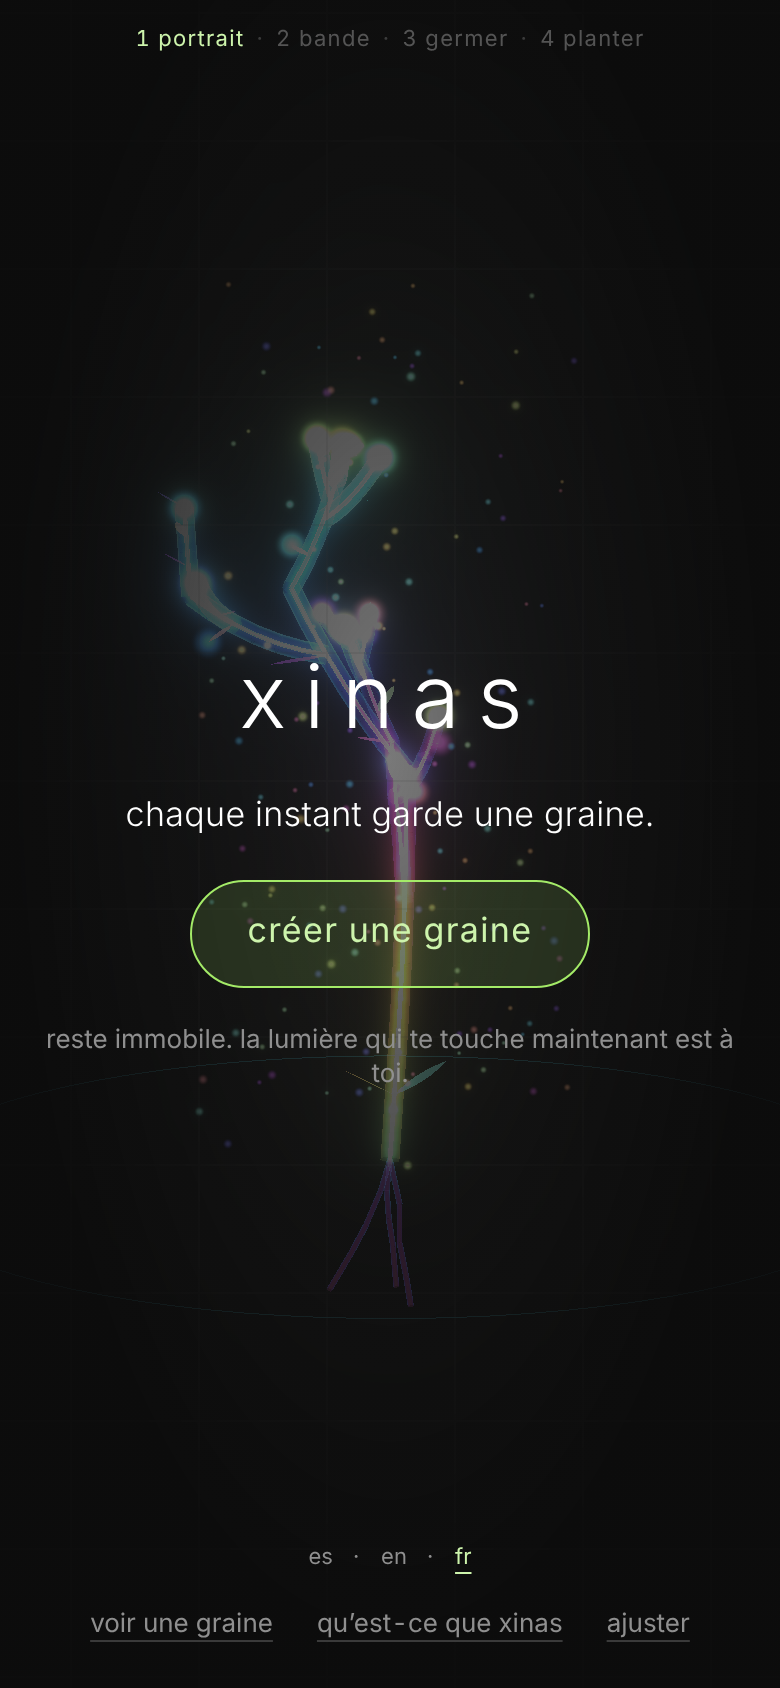 1 portrait · 2 bande · 3 germer · 4 planter
xinas
chaque instant garde une graine.
créer une graine
reste immobile. la lumière qui te touche maintenant est à
toi.
es · en · fr
voir une graine qu’est-ce que xinas ajuster